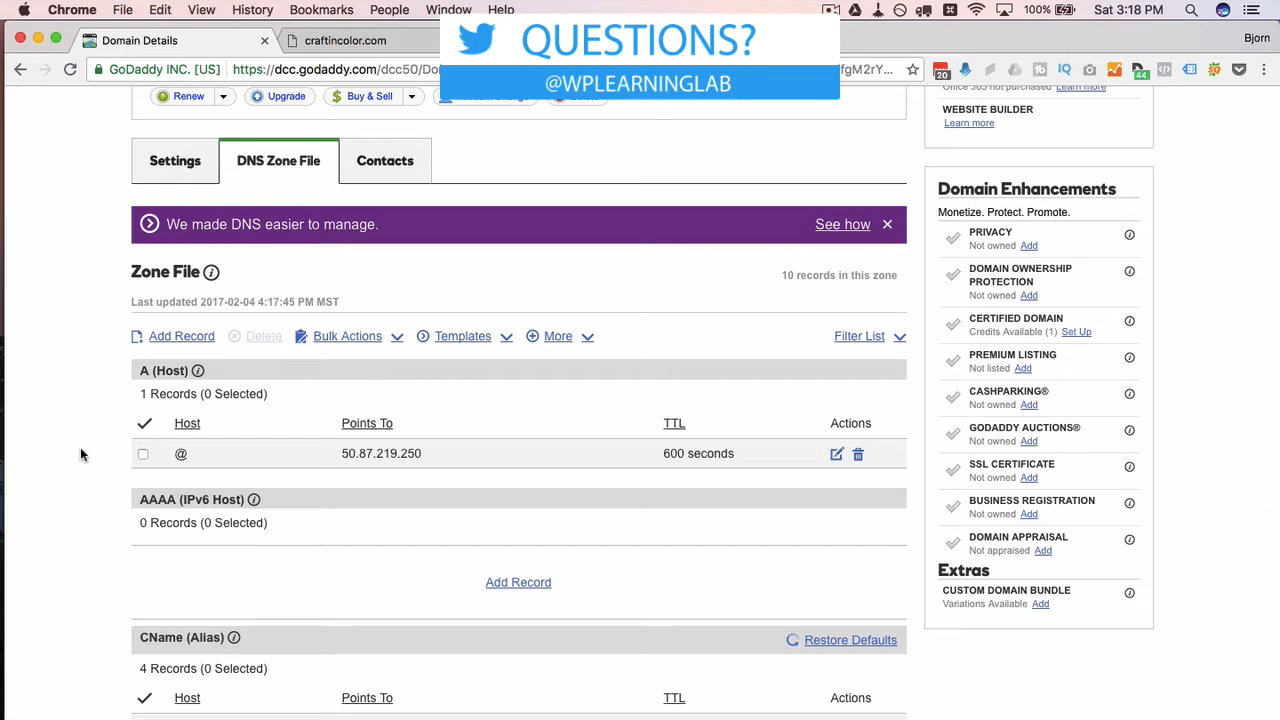 Chrome File Edit View History Bookmarks People Window Help 100% Sat 3:18 PM
Domain Details craftincolor.com Bjorn
GoDaddy INC. [US] https://dcc.godaddy.com/dcc50/Do
QUESTIONS?
@WPLEARNINGLAB
20
44
Renew Upgrade Buy & Sell
Learn more
WEBSITE BUILDER
Learn more
Settings DNS Zone File Contacts
We made DNS easier to manage. See how
Zone File 10 records in this zone
Last updated 2017-02-04 4:17:45 PM MST
Add Record Delete Bulk Actions Templates More Filter List
A (Host)
1 Records (0 Selected)
Host Points To TTL Actions
@ 50.87.219.250 600 seconds
AAAA (IPv6 Host)
0 Records (0 Selected)
Add Record
CName (Alias) Restore Defaults
4 Records (0 Selected)
Host Points To TTL Actions
Domain Enhancements
Monetize. Protect. Promote.
PRIVACY
Not owned Add
DOMAIN OWNERSHIP
PROTECTION
Not owned Add
CERTIFIED DOMAIN
Credits Available (1) Set Up
PREMIUM LISTING
Not listed Add
CASHPARKING®
Not owned Add
GODADDY AUCTIONS®
Not owned Add
SSL CERTIFICATE
Not owned Add
BUSINESS REGISTRATION
Not owned Add
DOMAIN APPRAISAL
Not appraised Add
Extras
CUSTOM DOMAIN BUNDLE
Variations Available Add